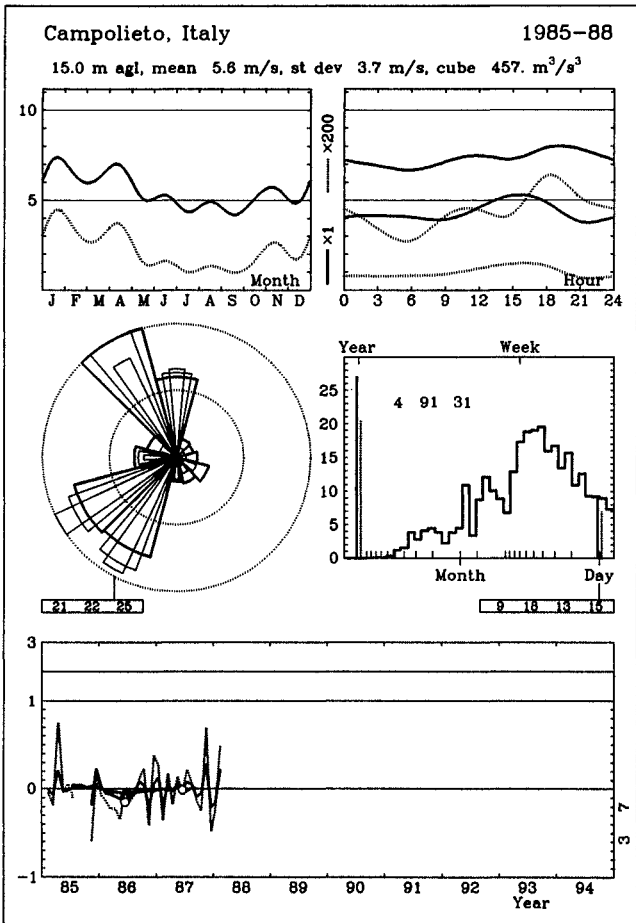 Campolieto, Italy 1985-88
15.0 m agl, mean 5.6 m/s, st dev 3.7 m/s, cube 457. m³/s³
10
5
J F M A M J J A S O N D
Month
×1 ×200
0 3 6 9 12 15 18 21 24
Hour
Year Week
30
25
20
15
10
5
0
4 91 31
Month Day
21 22 25
9 18 13 15
3
1
0
-1
85 86 87 88 89 90 91 92 93 94
Year
3 7